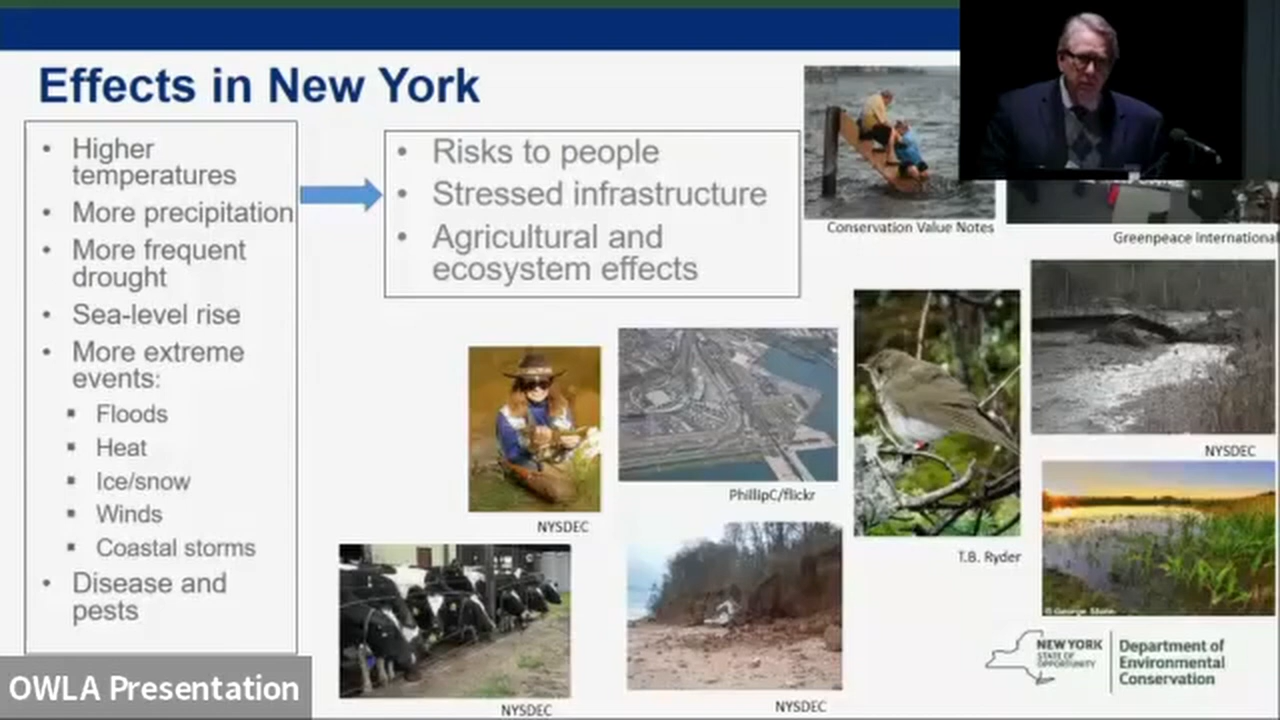 Effects in New York
• Higher
temperatures
• More precipitation
• More frequent
drought
• Sea-level rise
• More extreme
events:
▪ Floods
▪ Heat
▪ Ice/snow
▪ Winds
▪ Coastal storms
• Disease and
pests
• Risks to people
• Stressed infrastructure
• Agricultural and
ecosystem effects
Conservation Value Notes
Greenpeace International
NYSDEC
PhillipC/flickr
T.B. Ryder
NYSDEC
© George Stoin
NYSDEC
NYSDEC
NEW YORK
STATE OF
OPPORTUNITY
Department of
Environmental
Conservation
OWLA Presentation